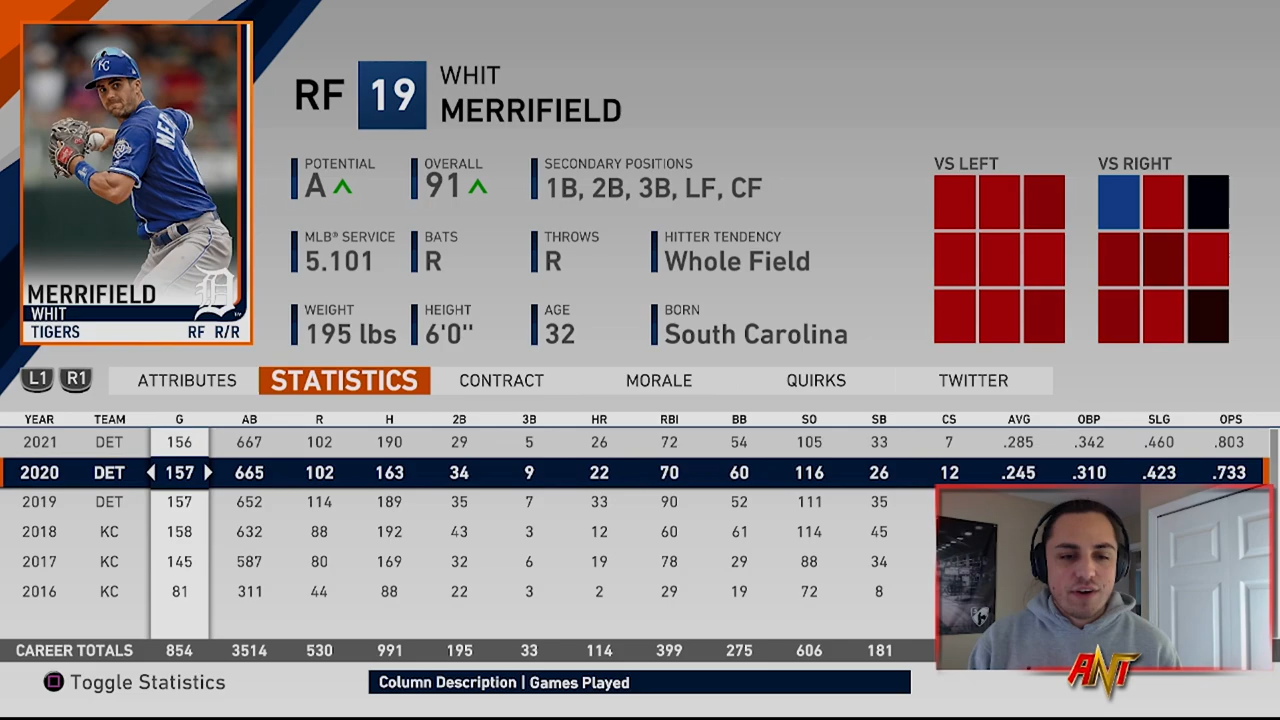 KC
MERRIFIELD
WHIT
TIGERS RF R/R
RF 19 WHIT
MERRIFIELD
POTENTIAL OVERALL SECONDARY POSITIONS
A 91 1B, 2B, 3B, LF, CF
MLB® SERVICE BATS THROWS HITTER TENDENCY
5.101 R R Whole Field
WEIGHT HEIGHT AGE BORN
195 lbs 6'0" 32 South Carolina
VS LEFT VS RIGHT
L1 R1 ATTRIBUTES STATISTICS CONTRACT MORALE QUIRKS TWITTER
YEAR TEAM G AB R H 2B 3B HR RBI BB SO SB CS AVG OBP SLG OPS
2021 DET 156 667 102 190 29 5 26 72 54 105 33 7 .285 .342 .460 .803
2020 DET 157 665 102 163 34 9 22 70 60 116 26 12 .245 .310 .423 .733
2019 DET 157 652 114 189 35 7 33 90 52 111 35
2018 KC 158 632 88 192 43 3 12 60 61 114 45
2017 KC 145 587 80 169 32 6 19 78 29 88 34
2016 KC 81 311 44 88 22 3 2 29 19 72 8
CAREER TOTALS 854 3514 530 991 195 33 114 399 275 606 181
Toggle Statistics
Column Description | Games Played
ANT